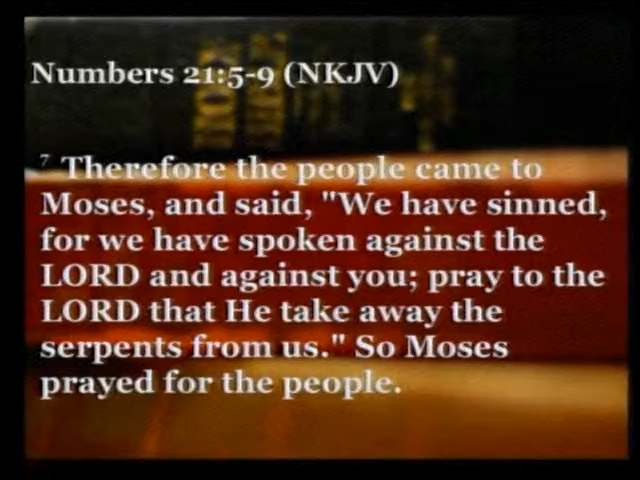 Numbers 21:5-9 (NKJV)
7 Therefore the people came to
Moses, and said, "We have sinned,
for we have spoken against the
LORD and against you; pray to the
LORD that He take away the
serpents from us." So Moses
prayed for the people.